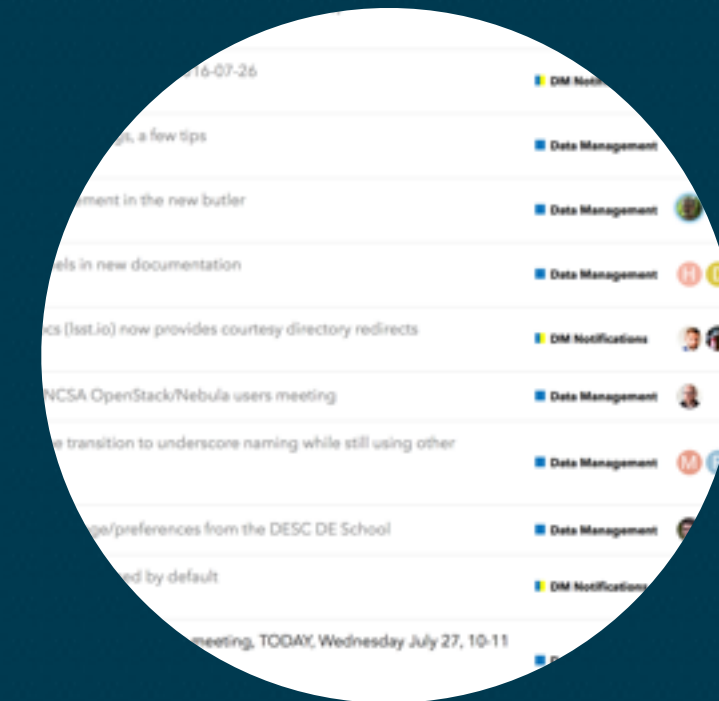 16-07-26
DM
s, a few tips
Data Management
ment in the new butler
Data Management
els in new documentation
Data Management
H
cs (lsst.io) now provides courtesy directory redirects
DM Notifications
NCSA OpenStack/Nebula users meeting
Data Management
e transition to underscore naming while still using other
Data Management
M
ge/preferences from the DESC DE School
Data Management
ed by default
DM Notifications
meeting, TODAY, Wednesday July 27, 10-11